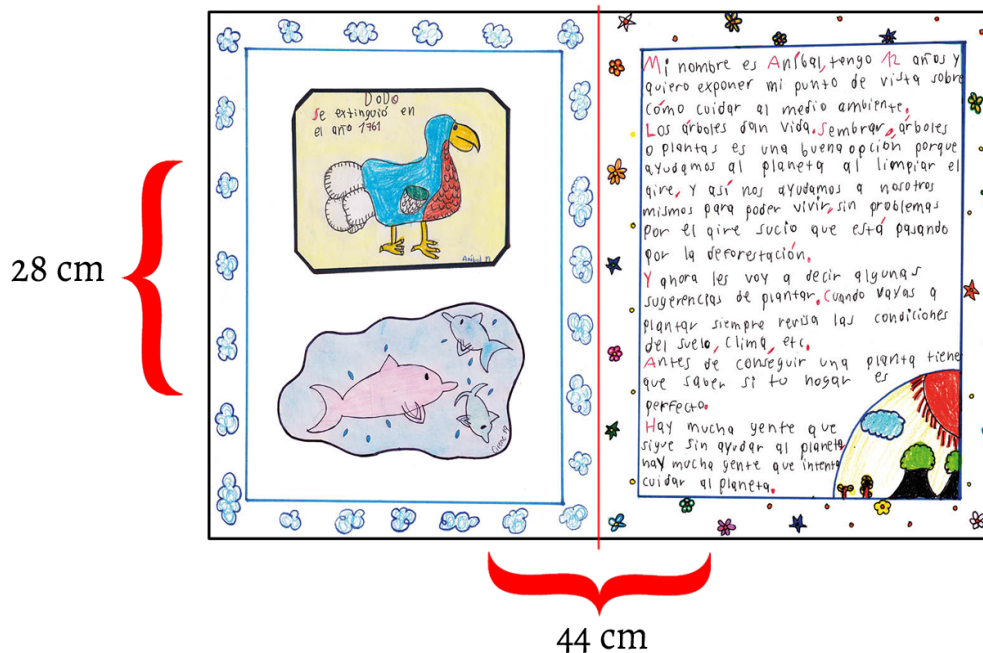 28 cm
DoDo
Se extinguió en
el año 1761
Aníbal 19
Mi nombre es Aníbal, tengo 12 años y
quiero exponer mi punto de vista sobre
cómo cuidar al medio ambiente.
Los árboles dan vida. Sembrar árboles
o plantas es una buena opción porque
ayudamos al planeta al limpiar el
aire, Y así nos ayudamos a nosotros
mismos para poder vivir, sin problemas
por el aire sucio que está pasando
por la deforestación.
Y ahora les voy a decir algunas
sugerencias de plantar. Cuando vayas a
plantar siempre revisa las condiciones
del suelo, clima, etc.
Antes de conseguir una planta tiene
que saber si tu hogar es
perfecto.
Hay mucha gente que
sigue sin ayudar al planeta,
hay mucha gente que intenta
cuidar al planeta.
44 cm